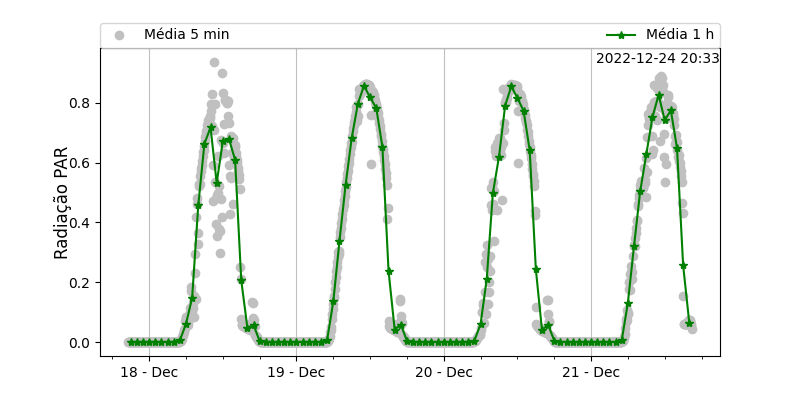 Média 5 min
Média 1 h
2022-12-24 20:33
Radiação PAR
0.8
0.6
0.4
0.2
0.0
18 - Dec
19 - Dec
20 - Dec
21 - Dec